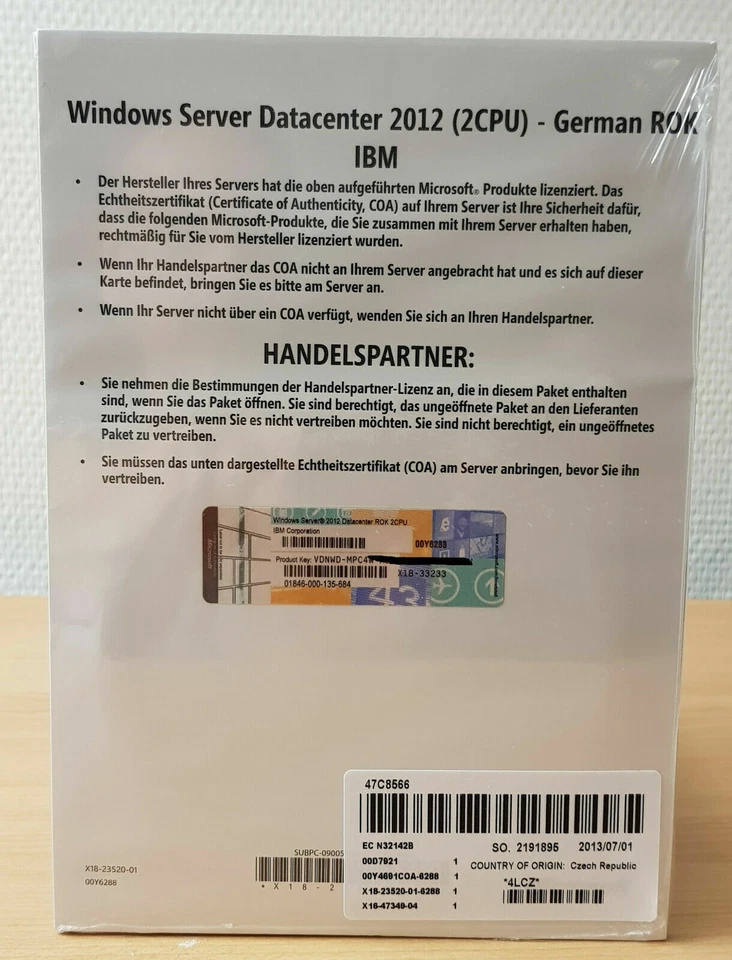 Windows Server Datacenter 2012 (2CPU) - German ROK
IBM
• Der Hersteller Ihres Servers hat die oben aufgeführten Microsoft® Produkte lizenziert. Das
Echtheitszertifikat (Certificate of Authenticity, COA) auf Ihrem Server ist Ihre Sicherheit dafür,
dass die folgenden Microsoft-Produkte, die Sie zusammen mit Ihrem Server erhalten haben,
rechtmäßig für Sie vom Hersteller lizenziert wurden.
• Wenn Ihr Handelspartner das COA nicht an Ihrem Server angebracht hat und es sich auf dieser
Karte befindet, bringen Sie es bitte am Server an.
• Wenn Ihr Server nicht über ein COA verfügt, wenden Sie sich an Ihren Handelspartner.
HANDELSPARTNER:
• Sie nehmen die Bestimmungen der Handelspartner-Lizenz an, die in diesem Paket enthalten
sind, wenn Sie das Paket öffnen. Sie sind berechtigt, das ungeöffnete Paket an den Lieferanten
zurückzugeben, wenn Sie es nicht vertreiben möchten. Sie sind nicht berechtigt, ein ungeöffnetes
Paket zu vertreiben.
• Sie müssen das unten dargestellte Echtheitszertifikat (COA) am Server anbringen, bevor Sie ihn
vertreiben.
Windows Server® 2012 Datacenter ROK 2CPU
IBM Corporation
00Y6288
Product Key: VDNWD-MPC4
X18-33233
01846-000-135-684
Microsoft
47C8566
EC N32142B
SO. 2191895 2013/07/01
00D7921 1
COUNTRY OF ORIGIN: Czech Republic
00Y4691COA-6288 1
*4LCZ*
X18-23520-01-6288 1
X16-47349-04 1
SUBPC-09005
X18-23520-01
00Y6288
* X 1 8 - 2